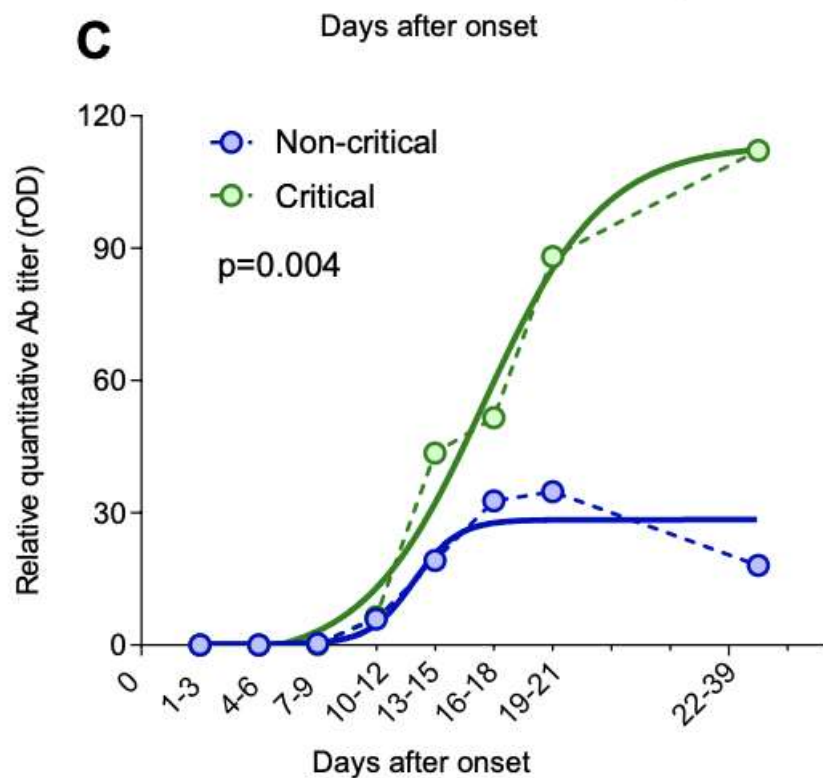 Days after onset
C
120
90
60
30
0
Relative quantitative Ab titer (rOD)
Non-critical
Critical
p=0.004
0
1-3
4-6
7-9
10-12
13-15
16-18
19-21
22-39
Days after onset